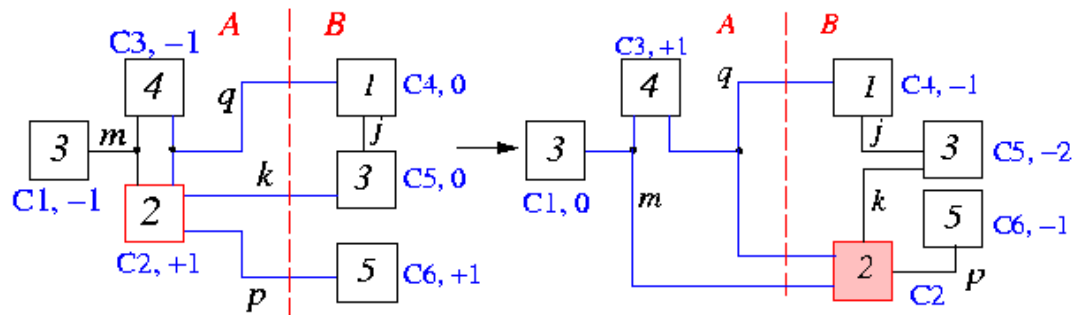 A B
C3, −1
4
q
1
C4, 0
3
m
j
k
3
C5, 0
C1, −1
2
C2, +1
p
5
C6, +1
A B
C3, +1
4
q
1
C4, −1
j
3
3
C5, −2
C1, 0
m
k
5
C6, −1
2
p
C2